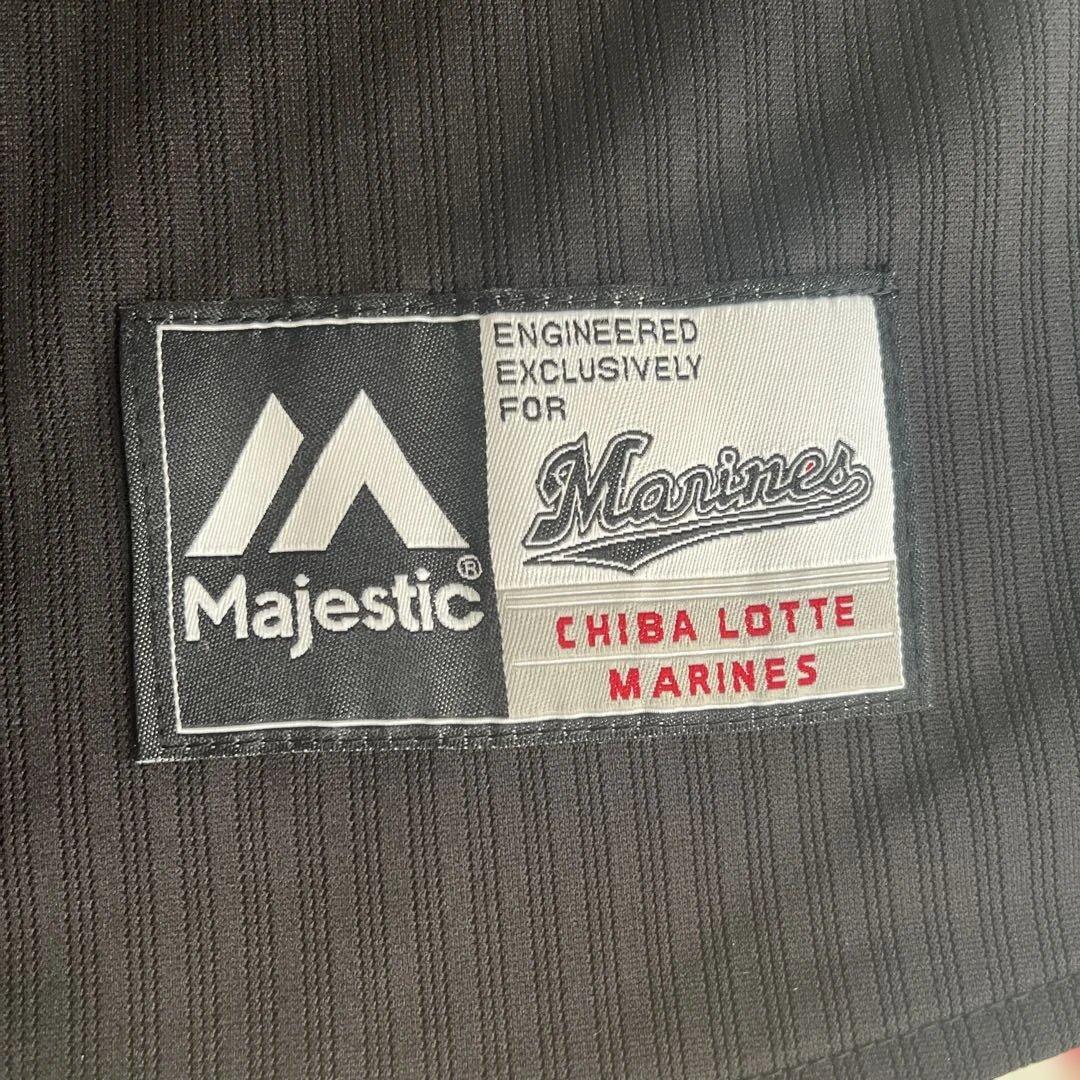 Majestic®
ENGINEERED
EXCLUSIVELY
FOR
Marines
CHIBA LOTTE
MARINES